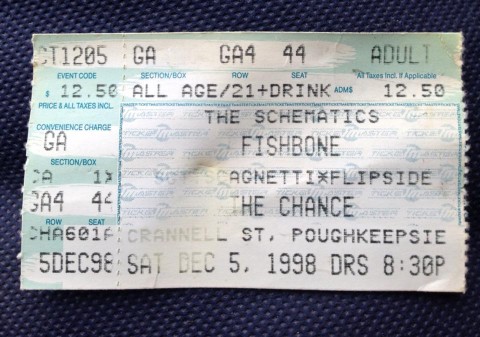 CT1205 GA GA4 44 ADULT
EVENT CODE SECTION/BOX ROW SEAT All Taxes Incl. If Applicable
$ 12.50 ALL AGE/21+DRINK ADM$ 12.50
PRICE & ALL TAXES INCL.
THE SCHEMATICS
CONVENIENCE CHARGE
GA FISHBONE
SECTION/BOX
CA 1X SCAGNETTI*FLIPSIDE
GA4 44 THE CHANCE
ROW SEAT
CHA601A CRANNELL ST. POUGHKEEPSIE
5DEC98 SAT DEC 5, 1998 DRS 8:30P